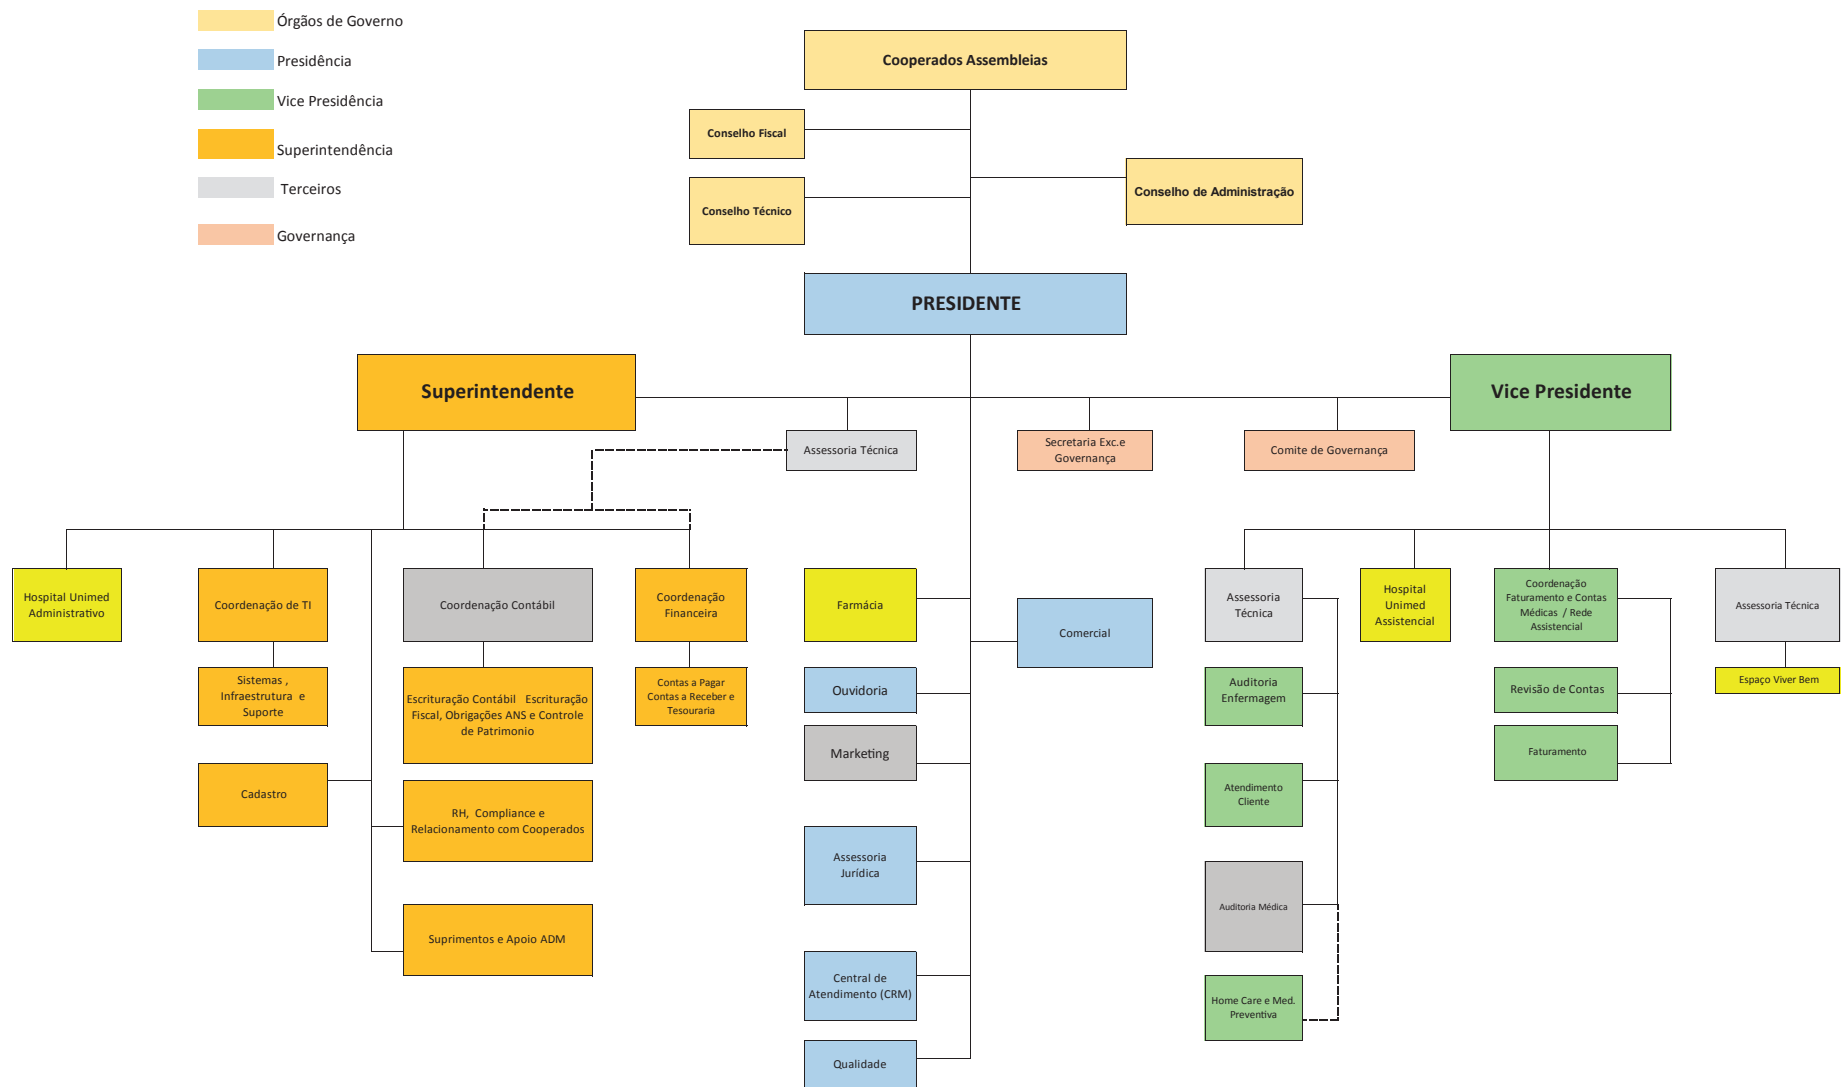 Órgãos de Governo
Presidência
Vice Presidência
Superintendência
Terceiros
Governança
Cooperados Assembleias
Conselho Fiscal
Conselho Técnico
Conselho de Administração
PRESIDENTE
Superintendente
Vice Presidente
Assessoria Técnica
Secretaria Exc.e
Governança
Comite de Governança
Hospital Unimed
Administrativo
Coordenação de TI
Coordenação Contábil
Coordenação
Financeira
Farmácia
Comercial
Assessoria
Técnica
Hospital
Unimed
Assistencial
Coordenação
Faturamento e Contas
Médicas / Rede
Assistencial
Assessoria Técnica
Sistemas ,
Infraestrutura e
Suporte
Escrituração Contábil Escrituração
Fiscal, Obrigações ANS e Controle
de Patrimonio
Contas a Pagar
Contas a Receber e
Tesouraria
Ouvidoria
Auditoria
Enfermagem
Revisão de Contas
Espaço Viver Bem
Marketing
Faturamento
Cadastro
Atendimento
Cliente
RH, Compliance e
Relacionamento com Cooperados
Assessoria
Jurídica
Auditoria Médica
Suprimentos e Apoio ADM
Central de
Atendimento (CRM)
Home Care e Med.
Preventiva
Qualidade